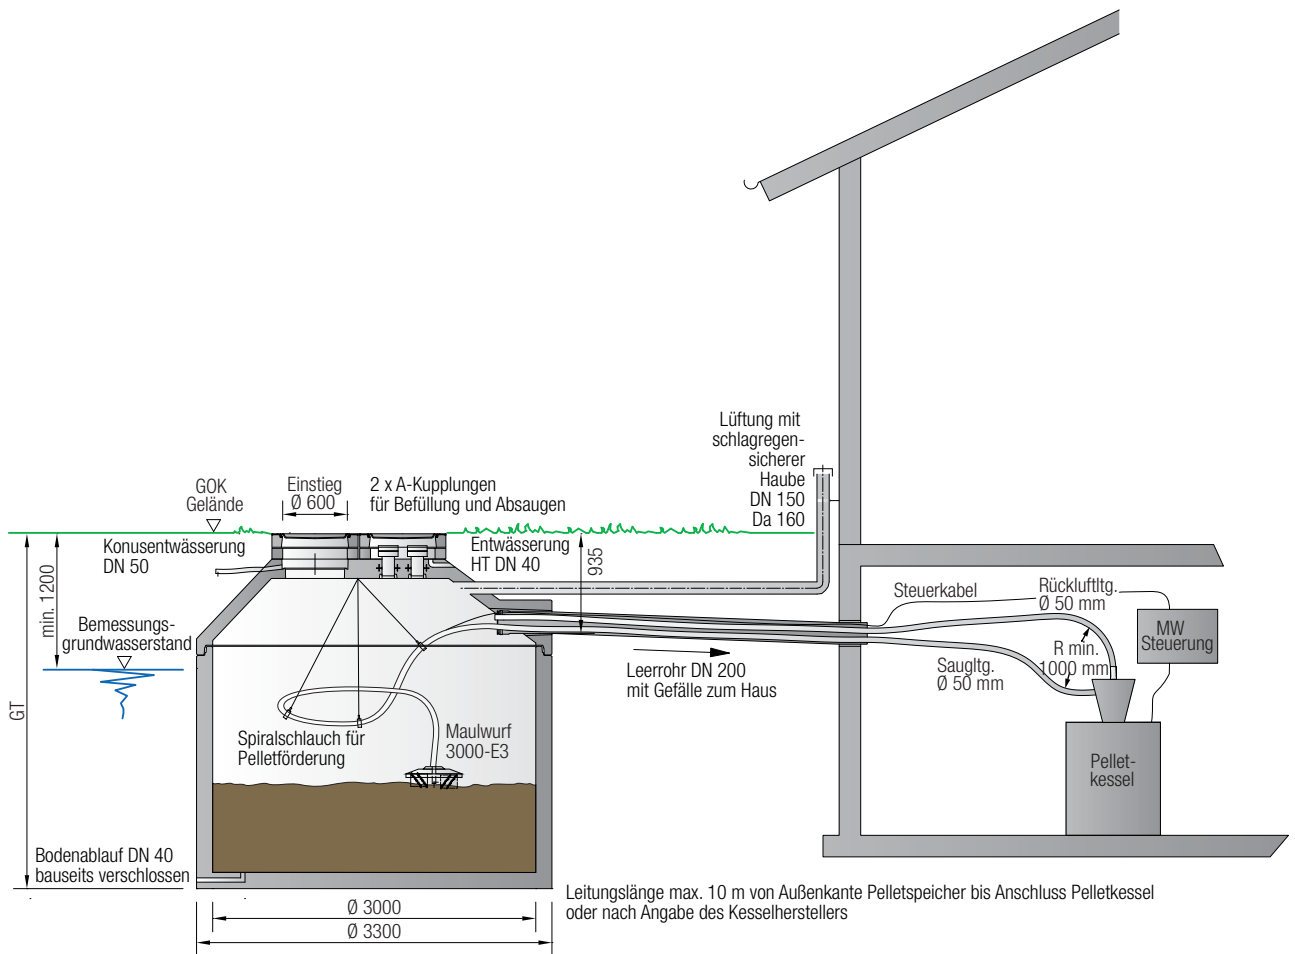 Lüftung mit
schlagregen-
sicherer
Haube
DN 150
Da 160
GOK
Gelände
Einstieg
Ø 600
2 x A-Kupplungen
für Befüllung und Absaugen
Konusentwässerung
DN 50
Entwässerung
HT DN 40
935
min. 1200
Bemessungs-
grundwasserstand
GT
Steuerkabel
Rückluftltg.
Ø 50 mm
MW
Steuerung
R min.
1000 mm
Saugltg.
Ø 50 mm
Leerrohr DN 200
mit Gefälle zum Haus
Spiralschlauch für
Pelletförderung
Maulwurf
3000-E3
Pellet-
kessel
Bodenablauf DN 40
bauseits verschlossen
Leitungslänge max. 10 m von Außenkante Pelletspeicher bis Anschluss Pelletkessel
oder nach Angabe des Kesselherstellers
Ø 3000
Ø 3300